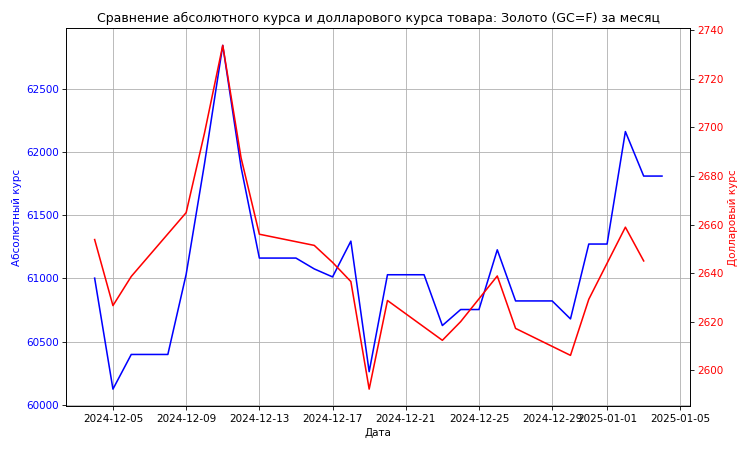 Сравнение абсолютного курса и долларового курса товара: Золото (GC=F) за месяц
62500
62000
61500
61000
60500
60000
Абсолютный курс
2740
2720
2700
2680
2660
2640
2620
2600
Долларовый курс
2024-12-05 2024-12-09 2024-12-13 2024-12-17 2024-12-21 2024-12-25 2024-12-29 2025-01-01 2025-01-05
Дата